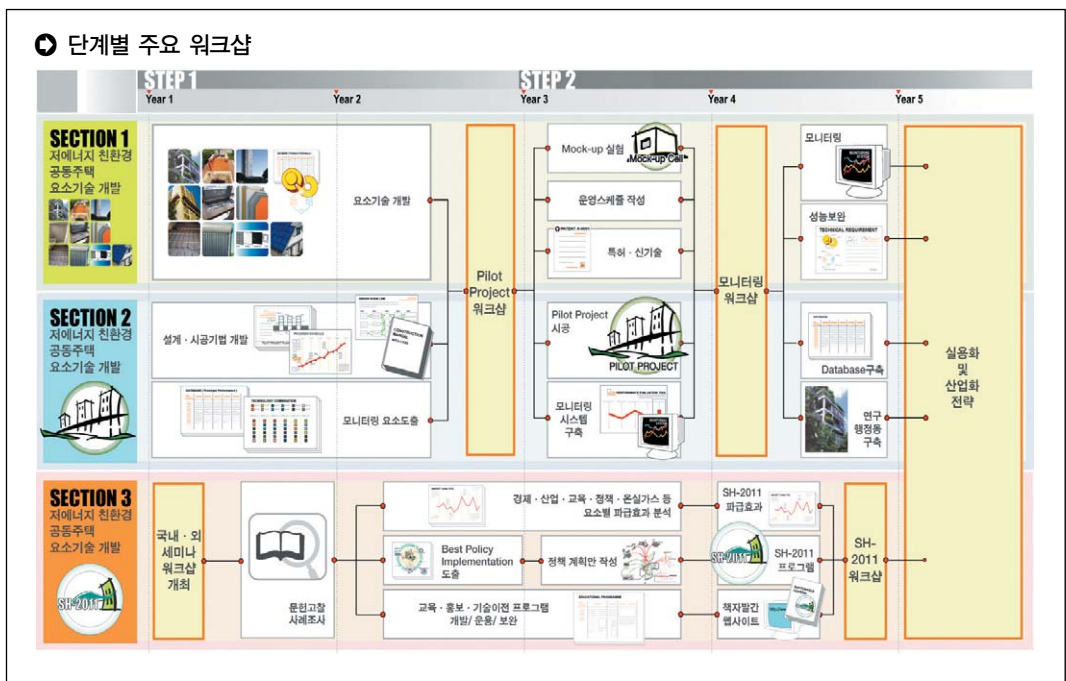 단계별 주요 워크샵
STEP 1
STEP 2
Year 1
Year 2
Year 3
Year 4
Year 5
SECTION 1
저에너지 친환경
공동주택
요소기술 개발
요소기술 개발
Pilot
Project
워크샵
Mock-up 실험
Mock-up Cell
운영스케쥴 작성
특허 · 신기술
모니터링
워크샵
모니터링
성능보완
TECHNICAL REQUIREMENT
SECTION 2
저에너지 친환경
공동주택
요소기술 개발
설계 · 시공기법 개발
CONSTRUCTION
MANUAL
TECHNOLOGY COMBINATION
모니터링 요소도출
Pilot Project
시공
PILOT PROJECT
모니터링
시스템
구축
Database구축
연구
행정동
구축
실용화
및
산업화
전략
SECTION 3
저에너지 친환경
공동주택
요소기술 개발
SH-2011
국내 · 외
세미나
워크샵
개최
문헌고찰
사례조사
경제 · 산업 · 교육 · 정책 · 온실가스 등
요소별 파급효과 분석
Best Policy
Implementation
도출
정책 계획안 작성
교육 · 홍보 · 기술이전 프로그램
개발/ 운용/ 보완
EDUCATIONAL PROGRAMME
SH-2011
파급효과
SH-2011
SH-2011
프로그램
책자발간
웹사이트
SH-
2011
워크샵